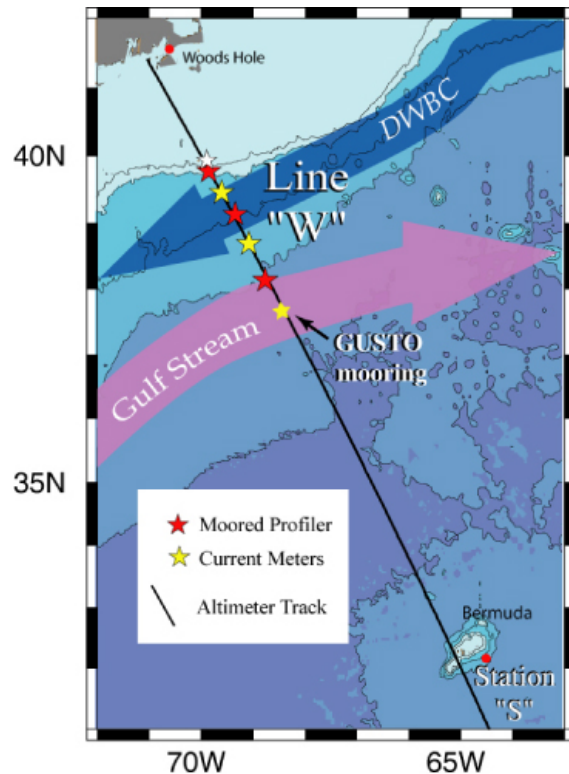 Woods Hole
DWBC
40N
Line
"W"
GUSTO
mooring
Gulf Stream
35N
Moored Profiler
Current Meters
Altimeter Track
Bermuda
Station
"S"
70W
65W